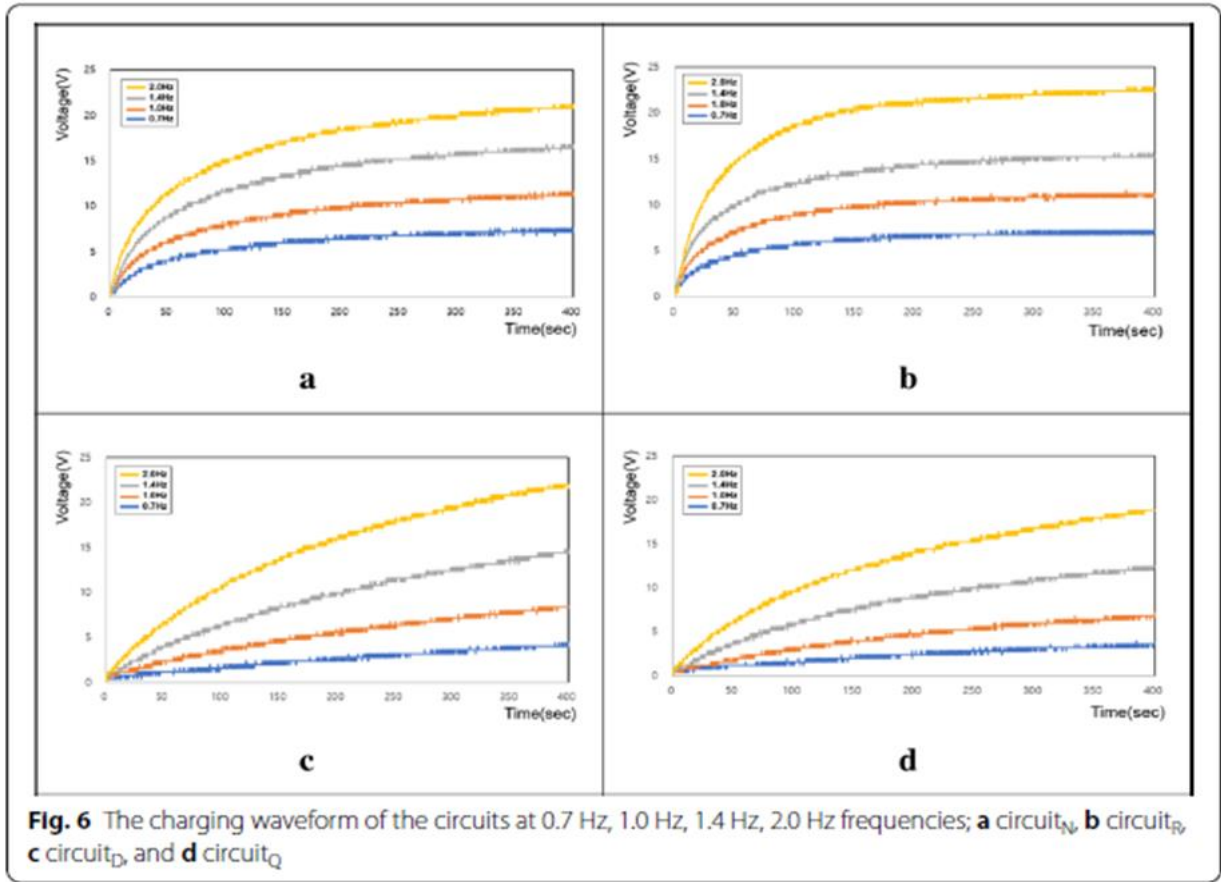 Voltage(V)
25
20
15
10
5
0
2.0Hz
1.4Hz
1.0Hz
0.7Hz
0 50 100 150 200 250 300 350 400
Time(sec)
a
Voltage(V)
25
20
15
10
5
0
2.0Hz
1.4Hz
1.0Hz
0.7Hz
0 50 100 150 200 250 300 350 400
Time(sec)
b
Voltage(V)
25
20
15
10
5
0
2.0Hz
1.4Hz
1.0Hz
0.7Hz
0 50 100 150 200 250 300 350 400
Time(sec)
c
Voltage(V)
25
20
15
10
5
0
2.0Hz
1.4Hz
1.0Hz
0.7Hz
0 50 100 150 200 250 300 350 400
Time(sec)
d
Fig. 6 The charging waveform of the circuits at 0.7 Hz, 1.0 Hz, 1.4 Hz, 2.0 Hz frequencies; a circuitN, b circuitR,
c circuitD, and d circuitQ